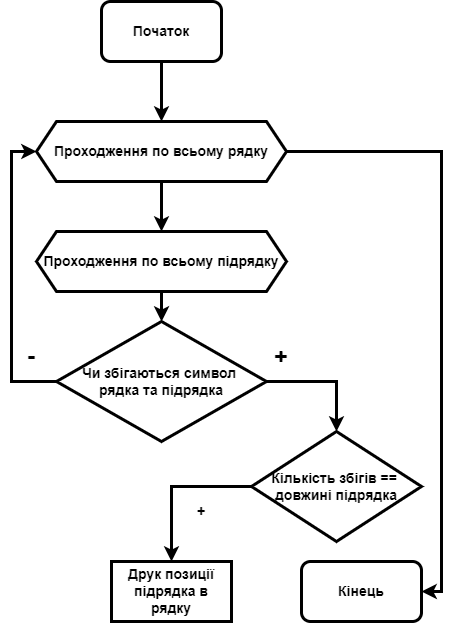 Початок
Проходження по всьому рядку
Проходження по всьому підрядку
-
+
Чи збігаються символ
рядка та підрядка
Кількість збігів ==
довжині підрядка
+
Друк позиції
підрядка в
рядку
Кінець